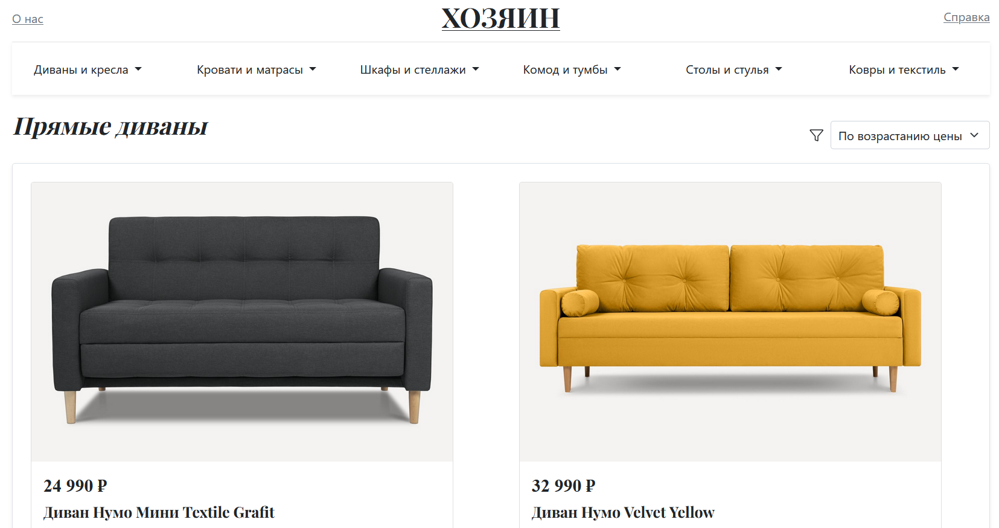 О нас
ХОЗЯИН
Справка
Диваны и кресла
Кровати и матрасы
Шкафы и стеллажи
Комод и тумбы
Столы и стулья
Ковры и текстиль
Прямые диваны
По возрастанию цены
24 990 ₽
Диван Нумо Мини Textile Grafit
32 990 ₽
Диван Нумо Velvet Yellow